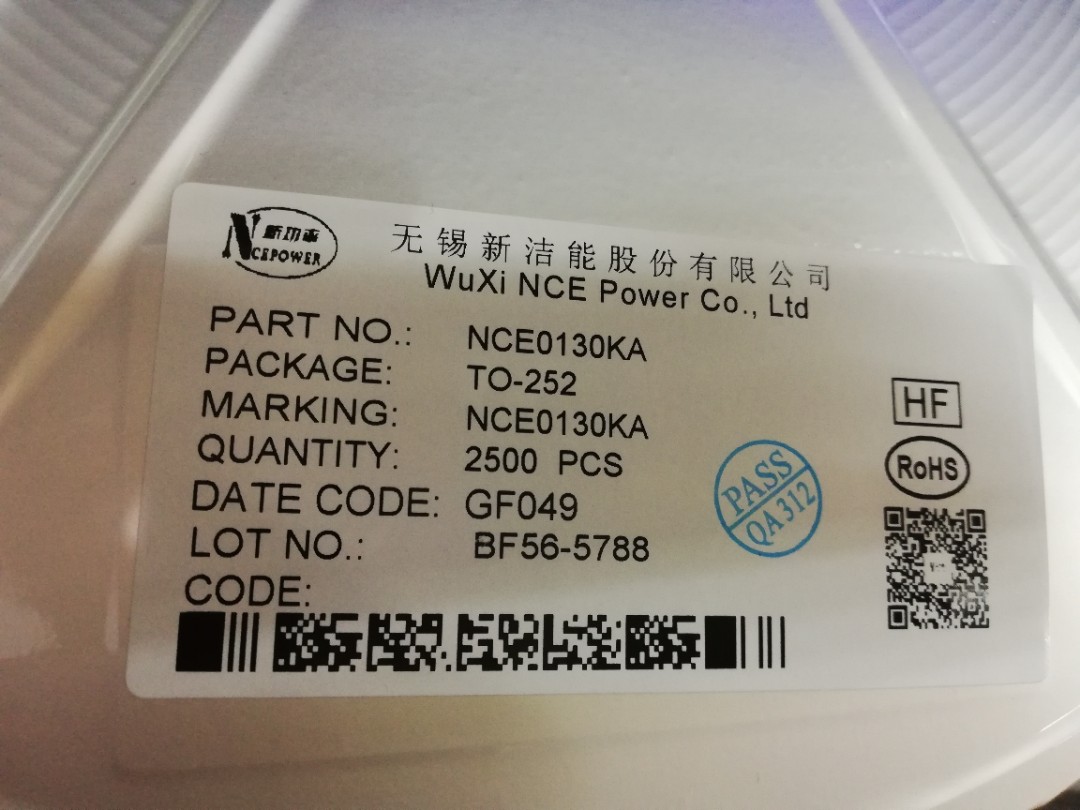 新功率
NCEPOWER
无锡新洁能股份有限公司
WuXi NCE Power Co., Ltd
PART NO.: NCE0130KA
PACKAGE: TO-252
MARKING: NCE0130KA
QUANTITY: 2500 PCS
DATE CODE: GF049
LOT NO.: BF56-5788
CODE:
HF
RoHS
PASS
QA312